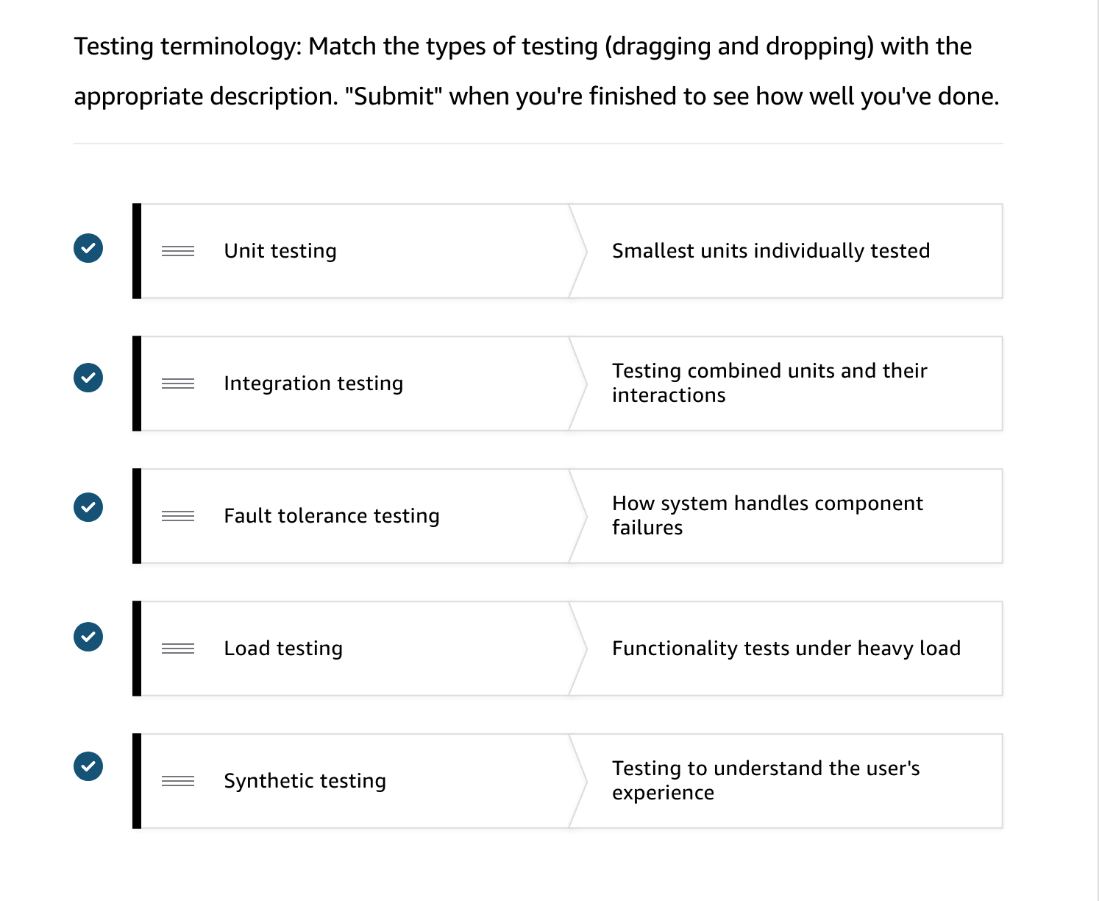 Testing terminology: Match the types of testing (dragging and dropping) with the
appropriate description. "Submit" when you're finished to see how well you've done.
Unit testing
Smallest units individually tested
Integration testing
Testing combined units and their
interactions
Fault tolerance testing
How system handles component
failures
Load testing
Functionality tests under heavy load
Synthetic testing
Testing to understand the user's
experience